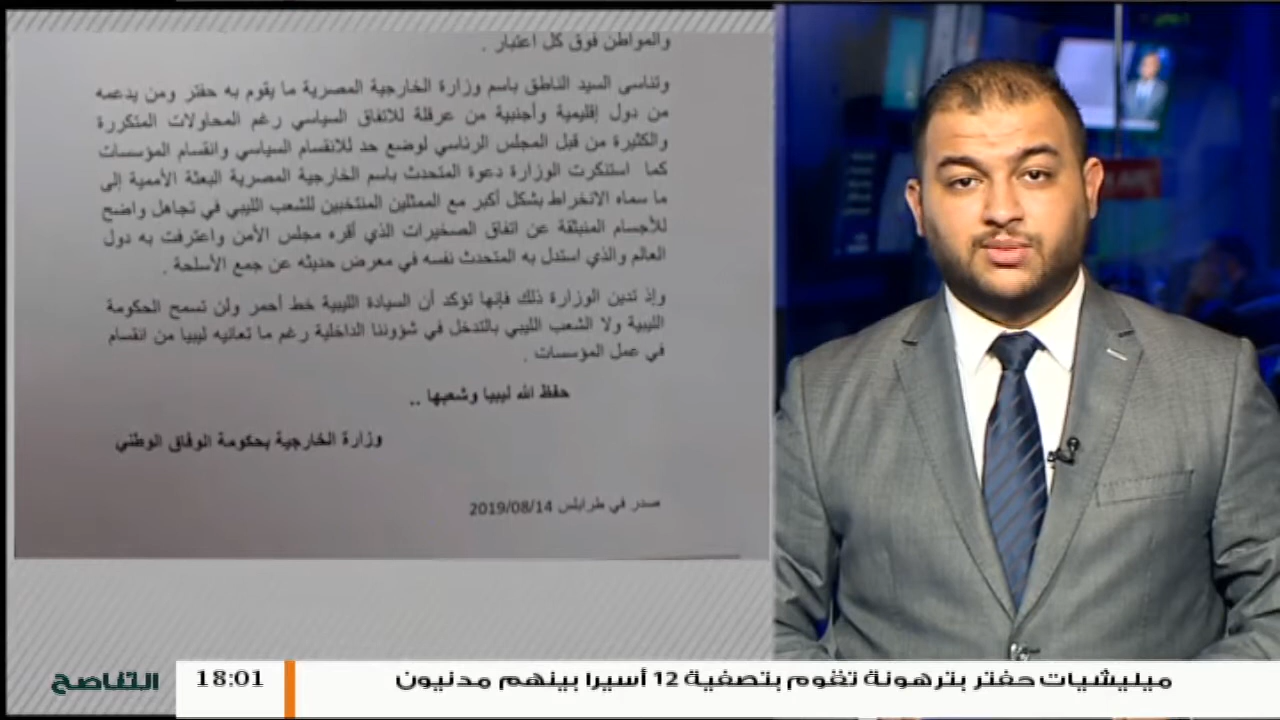 والمواطن فوق كل اعتبار .
وتناسى السيد الناطق باسم وزارة الخارجية المصرية ما يقوم به حفتر ومن يدعمه
من دول إقليمية وأجنبية من عرقلة للاتفاق السياسي رغم المحاولات المتكررة
والكثيرة من قبل المجلس الرئاسي لوضع حد للانقسام السياسي وانقسام المؤسسات
كما استنكرت الوزارة دعوة المتحدث باسم الخارجية المصرية البعثة الأممية إلى
ما سماه الانخراط بشكل أكبر مع الممثلين المنتخبين للشعب الليبي في تجاهل واضح
للأجسام المنبثقة عن اتفاق الصخيرات الذي أقره مجلس الأمن واعترفت به دول
العالم والذي استدل به المتحدث نفسه في معرض حديثه عن جمع الأسلحة .
وإذ تدين الوزارة ذلك فإنها تؤكد أن السيادة الليبية خط أحمر ولن تسمح الحكومة
الليبية ولا الشعب الليبي بالتدخل في شؤوننا الداخلية رغم ما تعانيه ليبيا من انقسام
في عمل المؤسسات .
حفظ الله ليبيا وشعبها ..
وزارة الخارجية بحكومة الوفاق الوطني
صدر في طرابلس 2019/08/14
ميليشيات حفتر بترهونة تقوم بتصفية 12 أسيرا بينهم مدنيون
18:01
التناصح